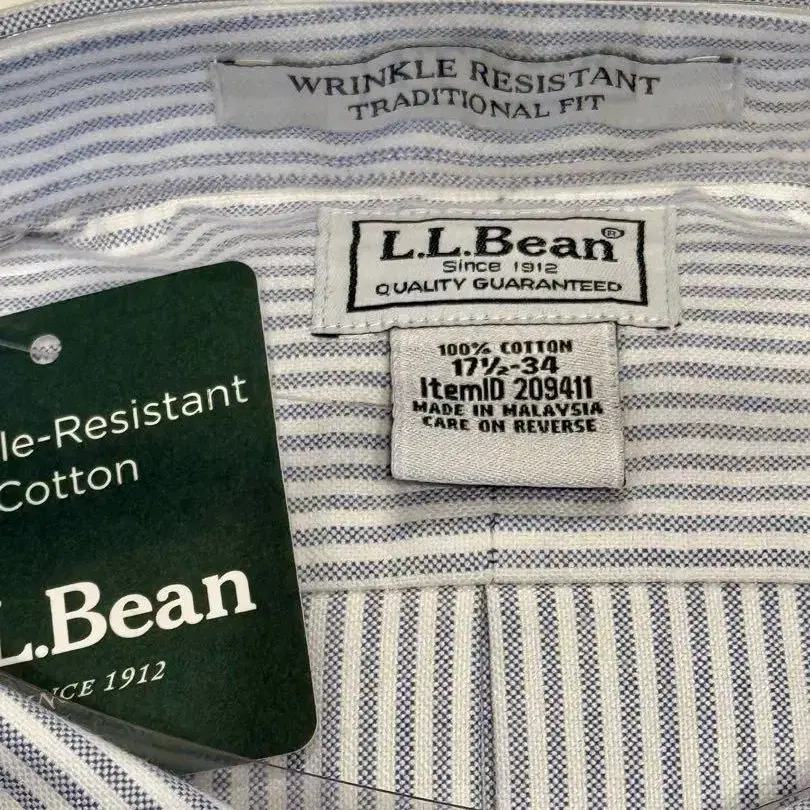 WRINKLE RESISTANT
TRADITIONAL FIT
L.L.Bean®
Since 1912
QUALITY GUARANTEED
100% COTTON
17½-34
ItemID 209411
MADE IN MALAYSIA
CARE ON REVERSE
le-Resistant
Cotton
L.Bean
NCE 1912